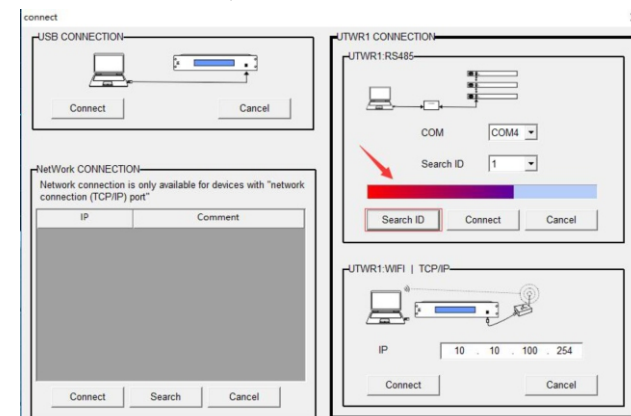 connect
USB CONNECTION
Connect Cancel
NetWork CONNECTION
Network connection is only available for devices with "network
connection (TCP/IP) port"
IP Comment
Connect Search Cancel
UTWR1 CONNECTION
UTWR1:RS485
COM COM4
Search ID 1
Search ID Connect Cancel
UTWR1:WIFI | TCP/IP
IP 10 . 10 . 100 . 254
Connect Cancel